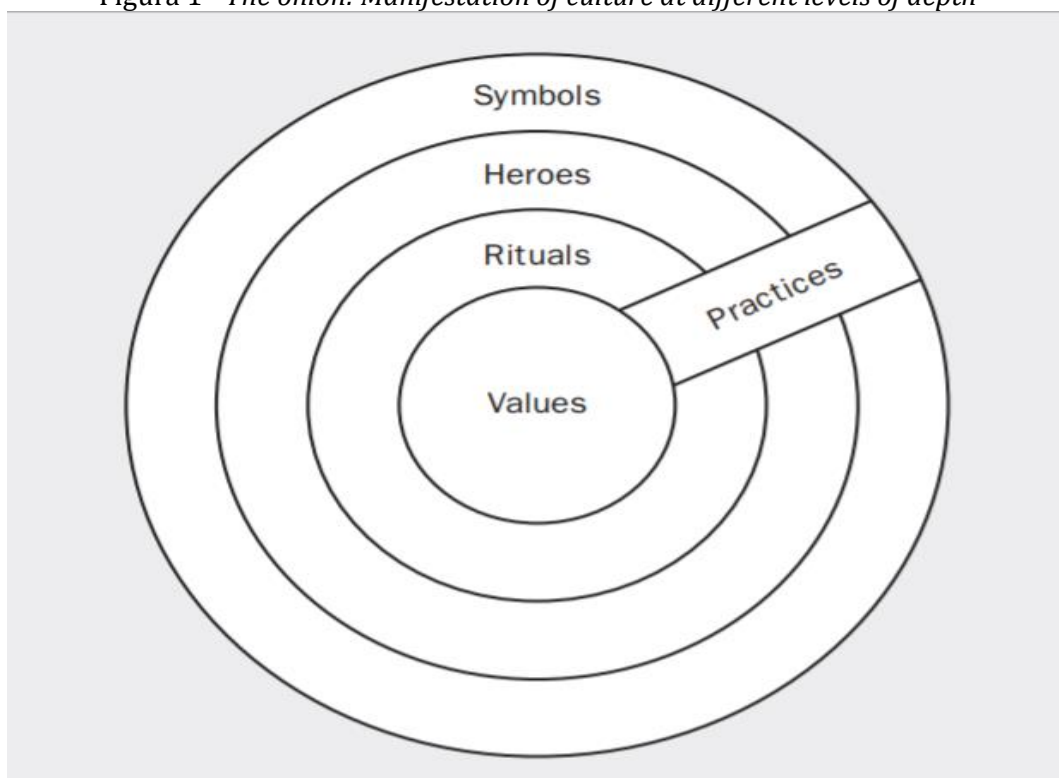 Figura 1 - The onion: Manifestation of culture at different levels of depth
Symbols
Heroes
Rituals
Practices
Values